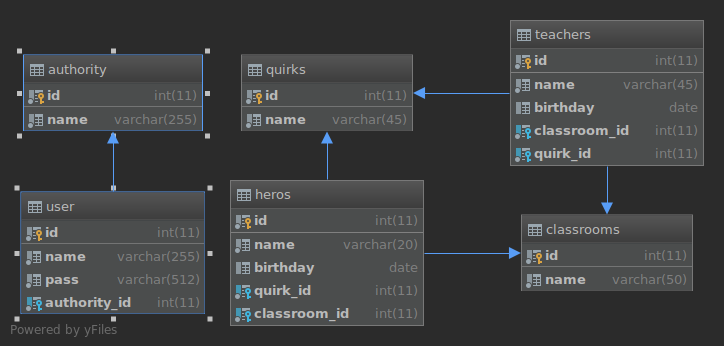 authority
id int(11)
name varchar(255)
quirks
id int(11)
name varchar(45)
teachers
id int(11)
name varchar(45)
birthday date
classroom_id int(11)
quirk_id int(11)
user
id int(11)
name varchar(255)
pass varchar(512)
authority_id int(11)
heros
id int(11)
name varchar(20)
birthday date
quirk_id int(11)
classroom_id int(11)
classrooms
id int(11)
name varchar(50)
Powered by yFiles